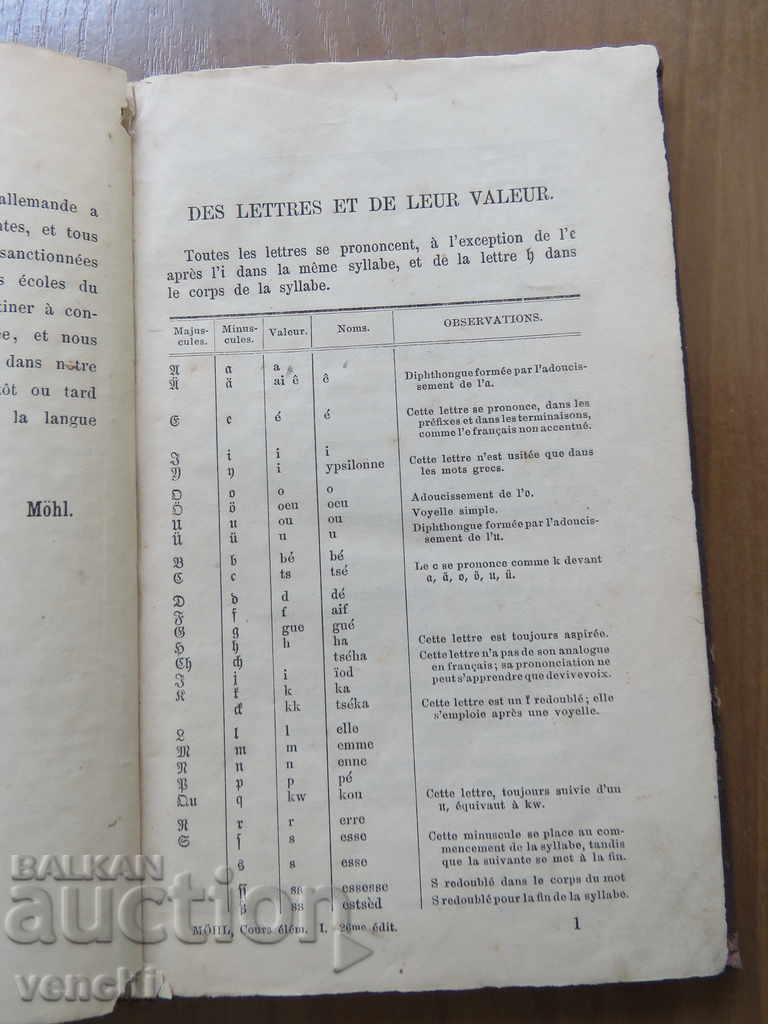 allemande a
ntes, et tous
sanctionnées
s écoles du
tiner à con-
ce, et nous
dans notre
tôt ou tard
la langue
Möhl.
DES LETTRES ET DE LEUR VALEUR.
Toutes les lettres se prononcent, à l'exception de l'e
après l'i dans la même syllabe, et de la lettre h dans
le corps de la syllabe.
Majus-cules. Minus-cules. Valeur. Noms. OBSERVATIONS.
A a a
Ä ä ai ê ê Diphthongue formée par l'adoucis-
sement de l'a.
E e é é Cette lettre se prononce, dans les
préfixes et dans les terminaisons,
comme l'e français non accentué.
I i i i
Y y i ypsilonne Cette lettre n'est usitée que dans
les mots grecs.
O o o o
Ö ö oeu oeu Adoucissement de l'o.
U u ou ou Voyelle simple.
Ü ü u u Diphthongue formée par l'adoucis-
sement de l'u.
B b bé bé
C c ts tsé Le c se prononce comme k devant
a, ä, o, ö, u, ü.
D d d dé
F f f aif
G g gue gué
H h h ha Cette lettre est toujours aspirée.
Ch ch tséha Cette lettre n'a pas de son analogue
en français; sa prononciation ne
peut s'apprendre que de vive voix.
J j i ïod
K k k ka
ck kk tséka Cette lettre est un k redoublé; elle
s'emploie après une voyelle.
L l l elle
M m m emme
N n n enne
P p p pé
Qu q kw kou Cette lettre, toujours suivie d'un
u, équivaut à kw.
R r r erre
S ſ s esse Cette minuscule se place au com-
mencement de la syllabe, tandis
que la suivante se met à la fin.
s s esse
ſſ ss essesse S redoublé dans le corps du mot
ß ss estsèd S redoublé pour la fin de la syllabe.
MÖHL, Cours élém. I. 26me édit. 1
BALKAN
auction
venchi